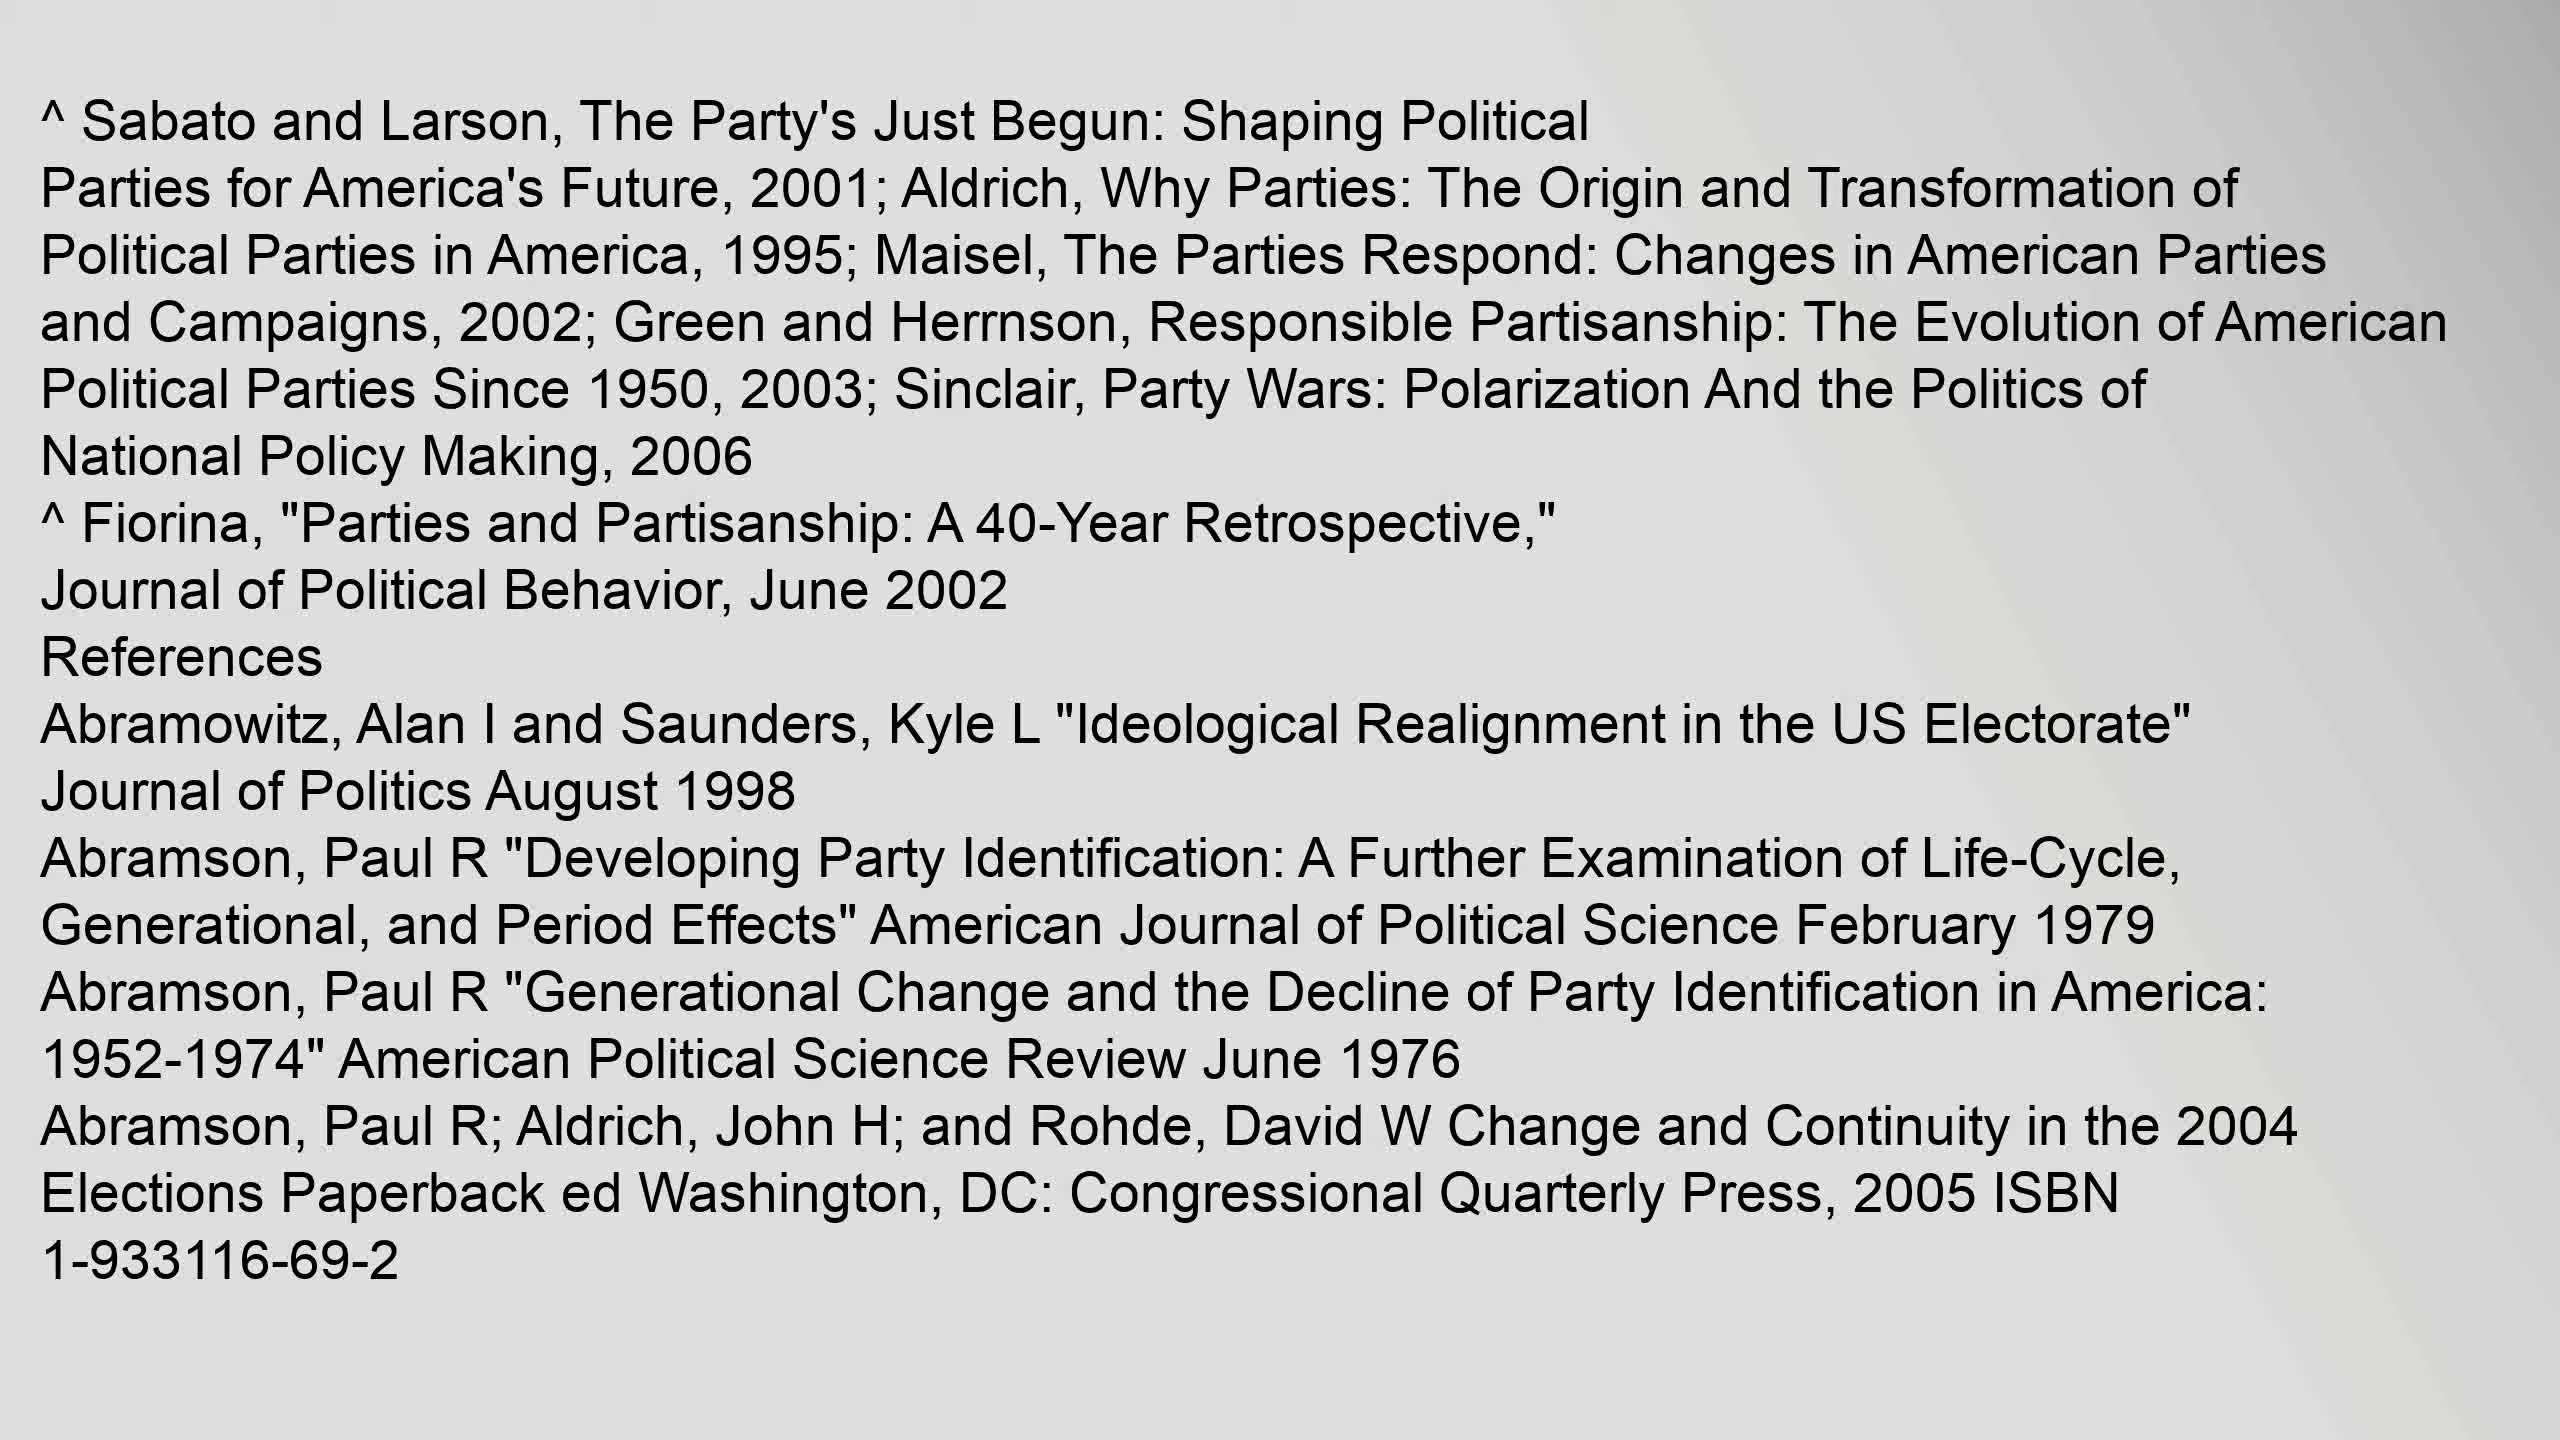 ^ Sabato and Larson, The Party's Just Begun: Shaping Political
Parties for America's Future, 2001; Aldrich, Why Parties: The Origin and Transformation of
Political Parties in America, 1995; Maisel, The Parties Respond: Changes in American Parties
and Campaigns, 2002; Green and Herrnson, Responsible Partisanship: The Evolution of American
Political Parties Since 1950, 2003; Sinclair, Party Wars: Polarization And the Politics of
National Policy Making, 2006
^ Fiorina, "Parties and Partisanship: A 40-Year Retrospective,"
Journal of Political Behavior, June 2002
References
Abramowitz, Alan I and Saunders, Kyle L "Ideological Realignment in the US Electorate"
Journal of Politics August 1998
Abramson, Paul R "Developing Party Identification: A Further Examination of Life-Cycle,
Generational, and Period Effects" American Journal of Political Science February 1979
Abramson, Paul R "Generational Change and the Decline of Party Identification in America:
1952-1974" American Political Science Review June 1976
Abramson, Paul R; Aldrich, John H; and Rohde, David W Change and Continuity in the 2004
Elections Paperback ed Washington, DC: Congressional Quarterly Press, 2005 ISBN
1-933116-69-2